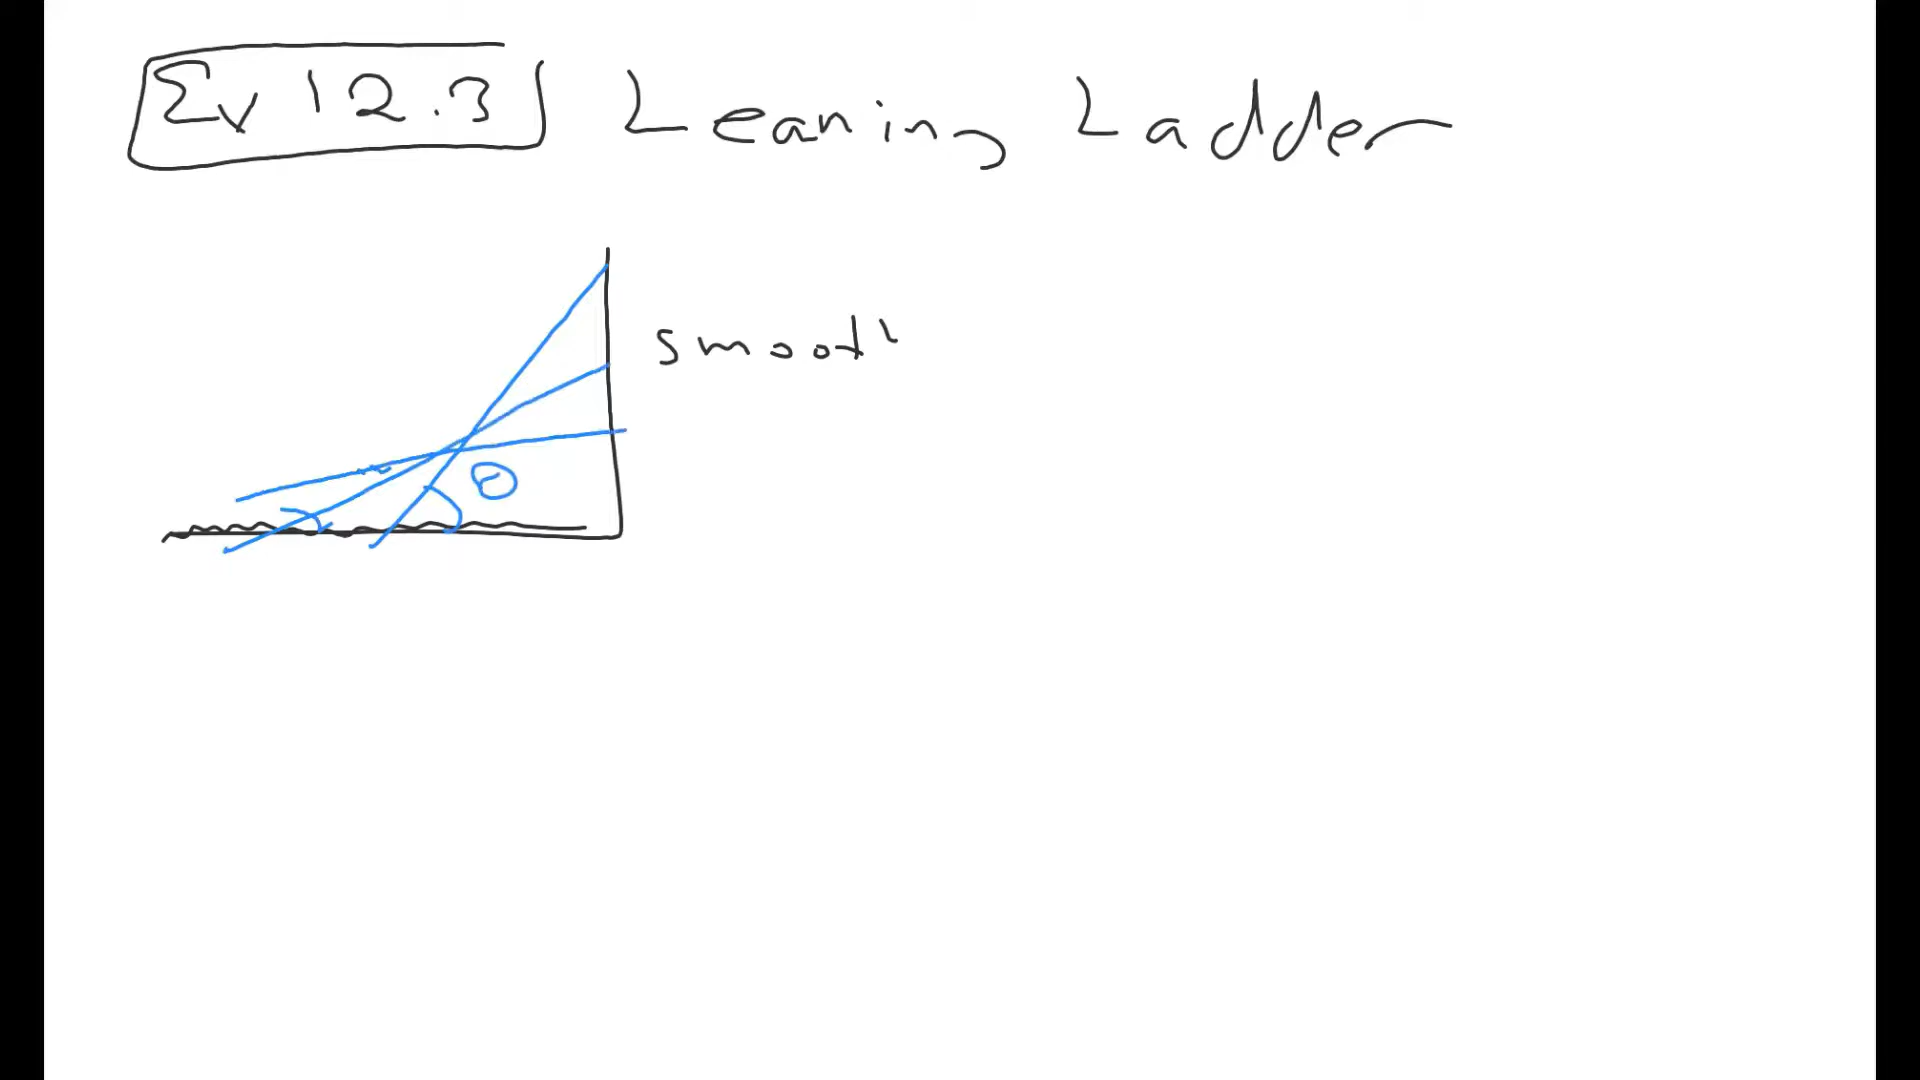 Ex 12.3 Leaning Ladder
smooth
θ